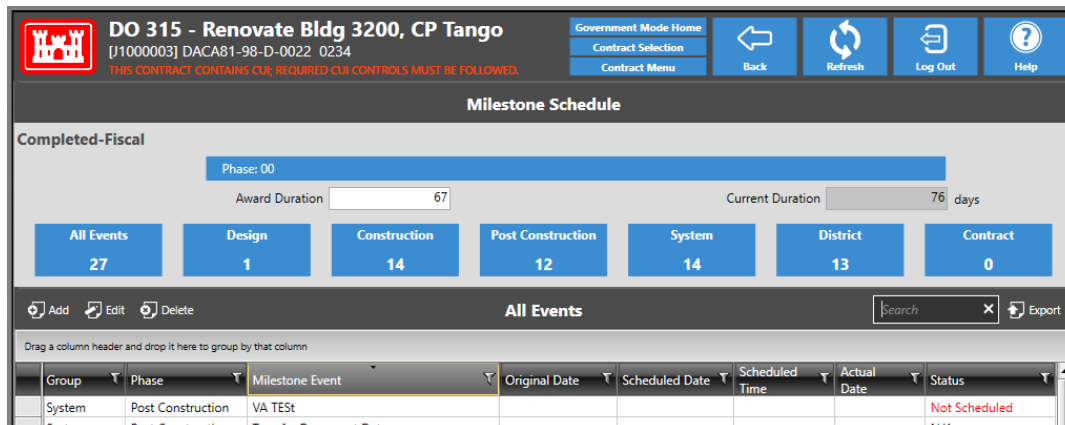 DO 315 - Renovate Bldg 3200, CP Tango
[J1000003] DACA81-98-D-0022 0234
THIS CONTRACT CONTAINS CUI; REQUIRED CUI CONTROLS MUST BE FOLLOWED.
Government Mode Home
Contract Selection
Contract Menu
Back
Refresh
Log Out
Help
Milestone Schedule
Completed-Fiscal
Phase: 00
Award Duration 67
Current Duration 76 days
All Events
27
Design
1
Construction
14
Post Construction
12
System
14
District
13
Contract
0
Add Edit Delete
All Events
Search
Export
Drag a column header and drop it here to group by that column
Group Phase Milestone Event Original Date Scheduled Date Scheduled Time Actual Date Status
System Post Construction VA TESt Not Scheduled